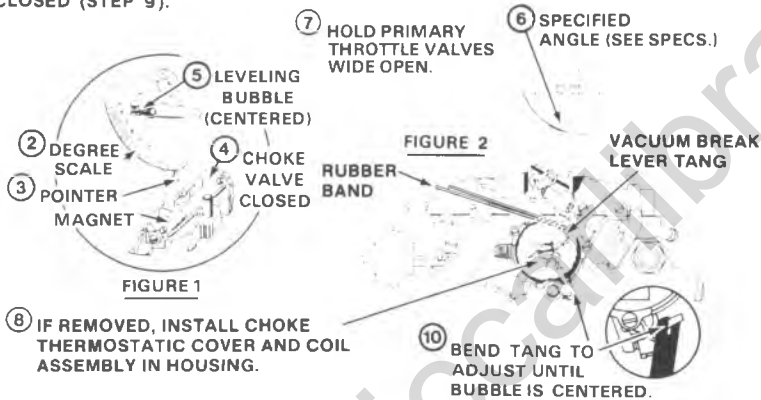 CLOSED (STEP 9).
⑦ HOLD PRIMARY
THROTTLE VALVES
WIDE OPEN.
⑥ SPECIFIED
ANGLE (SEE SPECS.)
⑤ LEVELING
BUBBLE
(CENTERED)
② DEGREE
SCALE
④ CHOKE
VALVE
CLOSED
③ POINTER
MAGNET
FIGURE 1
FIGURE 2
RUBBER
BAND
VACUUM BREAK
LEVER TANG
⑧ IF REMOVED, INSTALL CHOKE
THERMOSTATIC COVER AND COIL
ASSEMBLY IN HOUSING.
⑩ BEND TANG TO
ADJUST UNTIL
BUBBLE IS CENTERED.